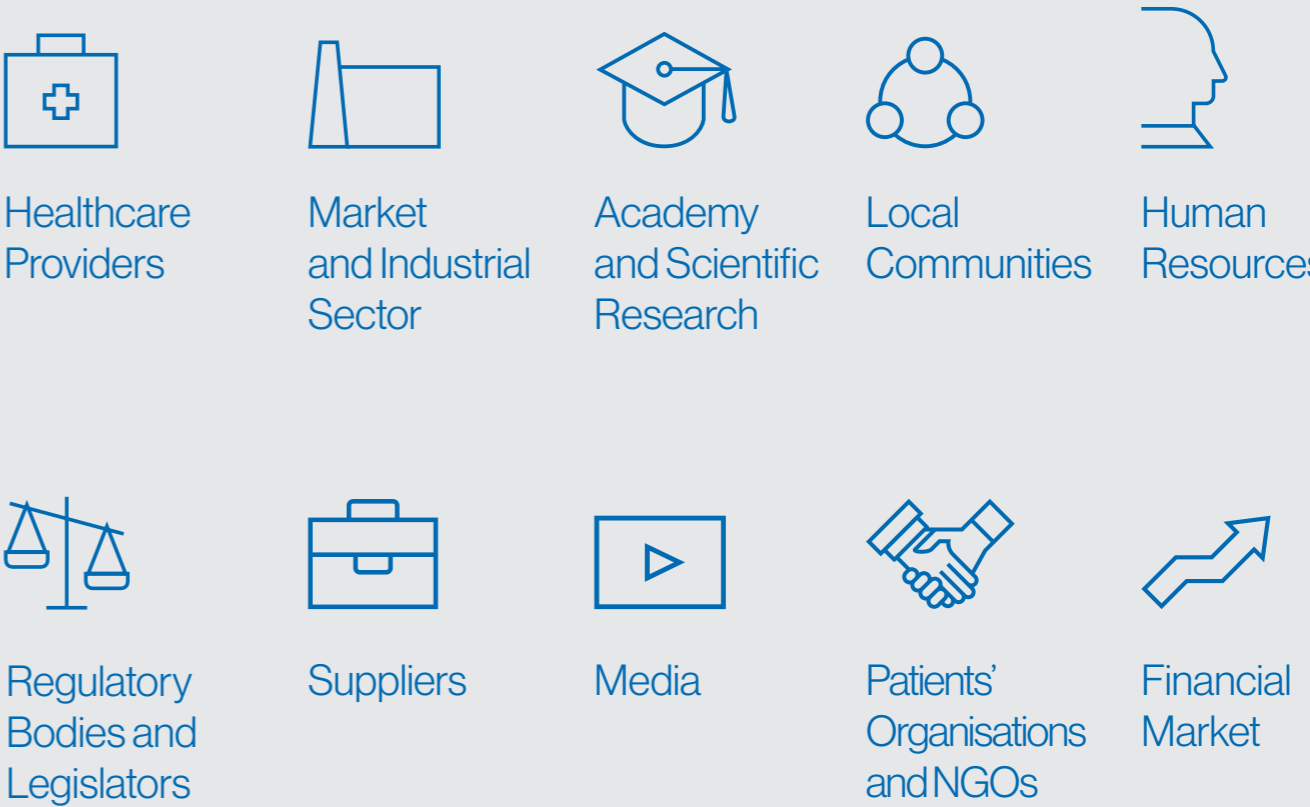 Healthcare
Providers
Market
and Industrial
Sector
Academy
and Scientific
Research
Local
Communities
Human
Resources
Regulatory
Bodies and
Legislators
Suppliers
Media
Patients’
Organisations
and NGOs
Financial
Market